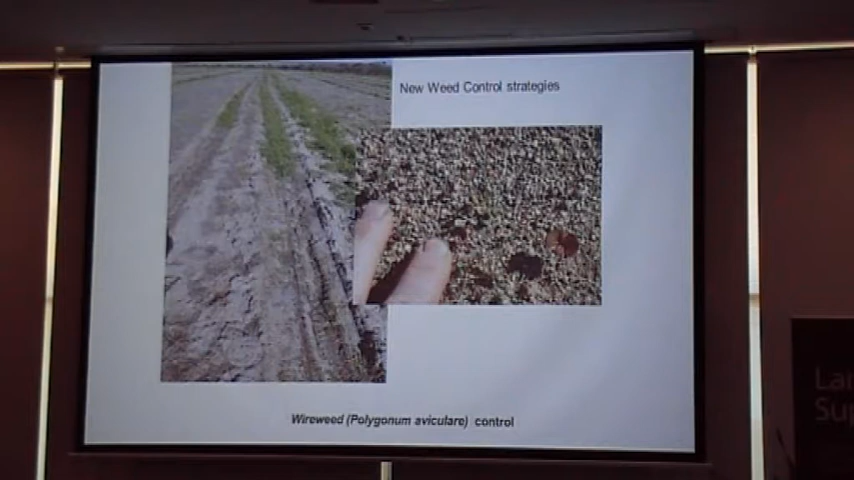 New Weed Control strategies
Wireweed (Polygonum aviculare) control